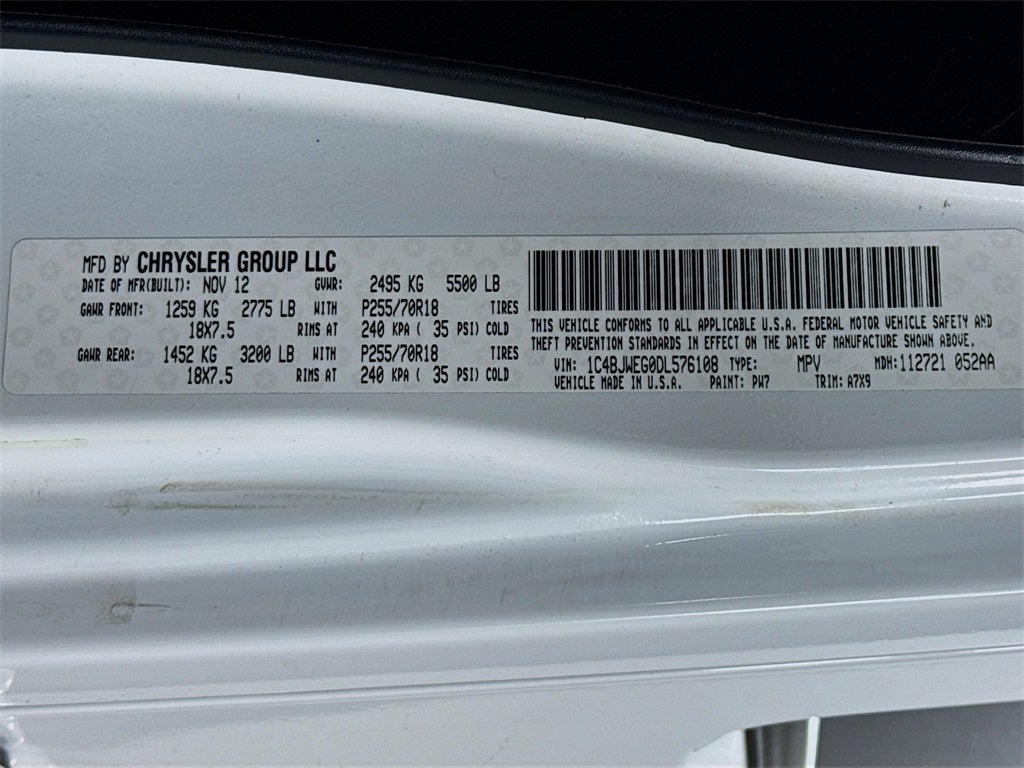 MFD BY CHRYSLER GROUP LLC
DATE OF MFR(BUILT): NOV 12 GVWR: 2495 KG 5500 LB
GAWR FRONT: 1259 KG 2775 LB WITH P255/70R18 TIRES
18X7.5 RIMS AT 240 KPA ( 35 PSI) COLD
GAWR REAR: 1452 KG 3200 LB WITH P255/70R18 TIRES
18X7.5 RIMS AT 240 KPA ( 35 PSI) COLD
THIS VEHICLE CONFORMS TO ALL APPLICABLE U.S.A. FEDERAL MOTOR VEHICLE SAFETY AND
THEFT PREVENTION STANDARDS IN EFFECT ON THE DATE OF MANUFACTURE SHOWN ABOVE.
VIN: 1C4BJWEG0DL576108 TYPE: MPV MDH:112721 052AA
VEHICLE MADE IN U.S.A. PAINT: PW7 TRIM: A7X9